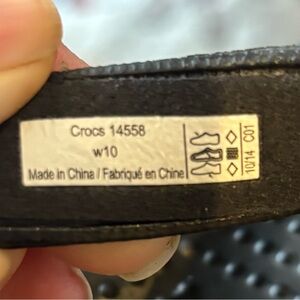 Crocs 14558
w10
Made in China / Fabriqué en Chine
10/14 C01